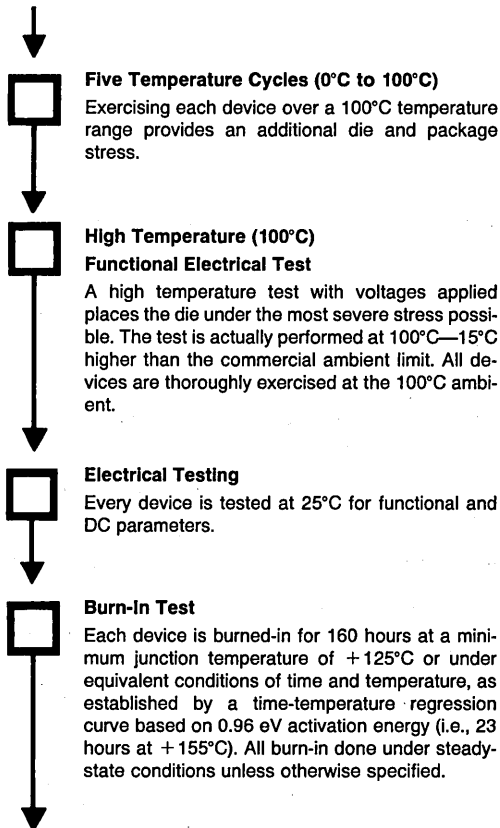 Five Temperature Cycles (0°C to 100°C)
Exercising each device over a 100°C temperature
range provides an additional die and package
stress.
High Temperature (100°C)
Functional Electrical Test
A high temperature test with voltages applied
places the die under the most severe stress possi-
ble. The test is actually performed at 100°C—15°C
higher than the commercial ambient limit. All de-
vices are thoroughly exercised at the 100°C ambi-
ent.
Electrical Testing
Every device is tested at 25°C for functional and
DC parameters.
Burn-In Test
Each device is burned-in for 160 hours at a mini-
mum junction temperature of +125°C or under
equivalent conditions of time and temperature, as
established by a time-temperature regression
curve based on 0.96 eV activation energy (i.e., 23
hours at +155°C). All burn-in done under steady-
state conditions unless otherwise specified.